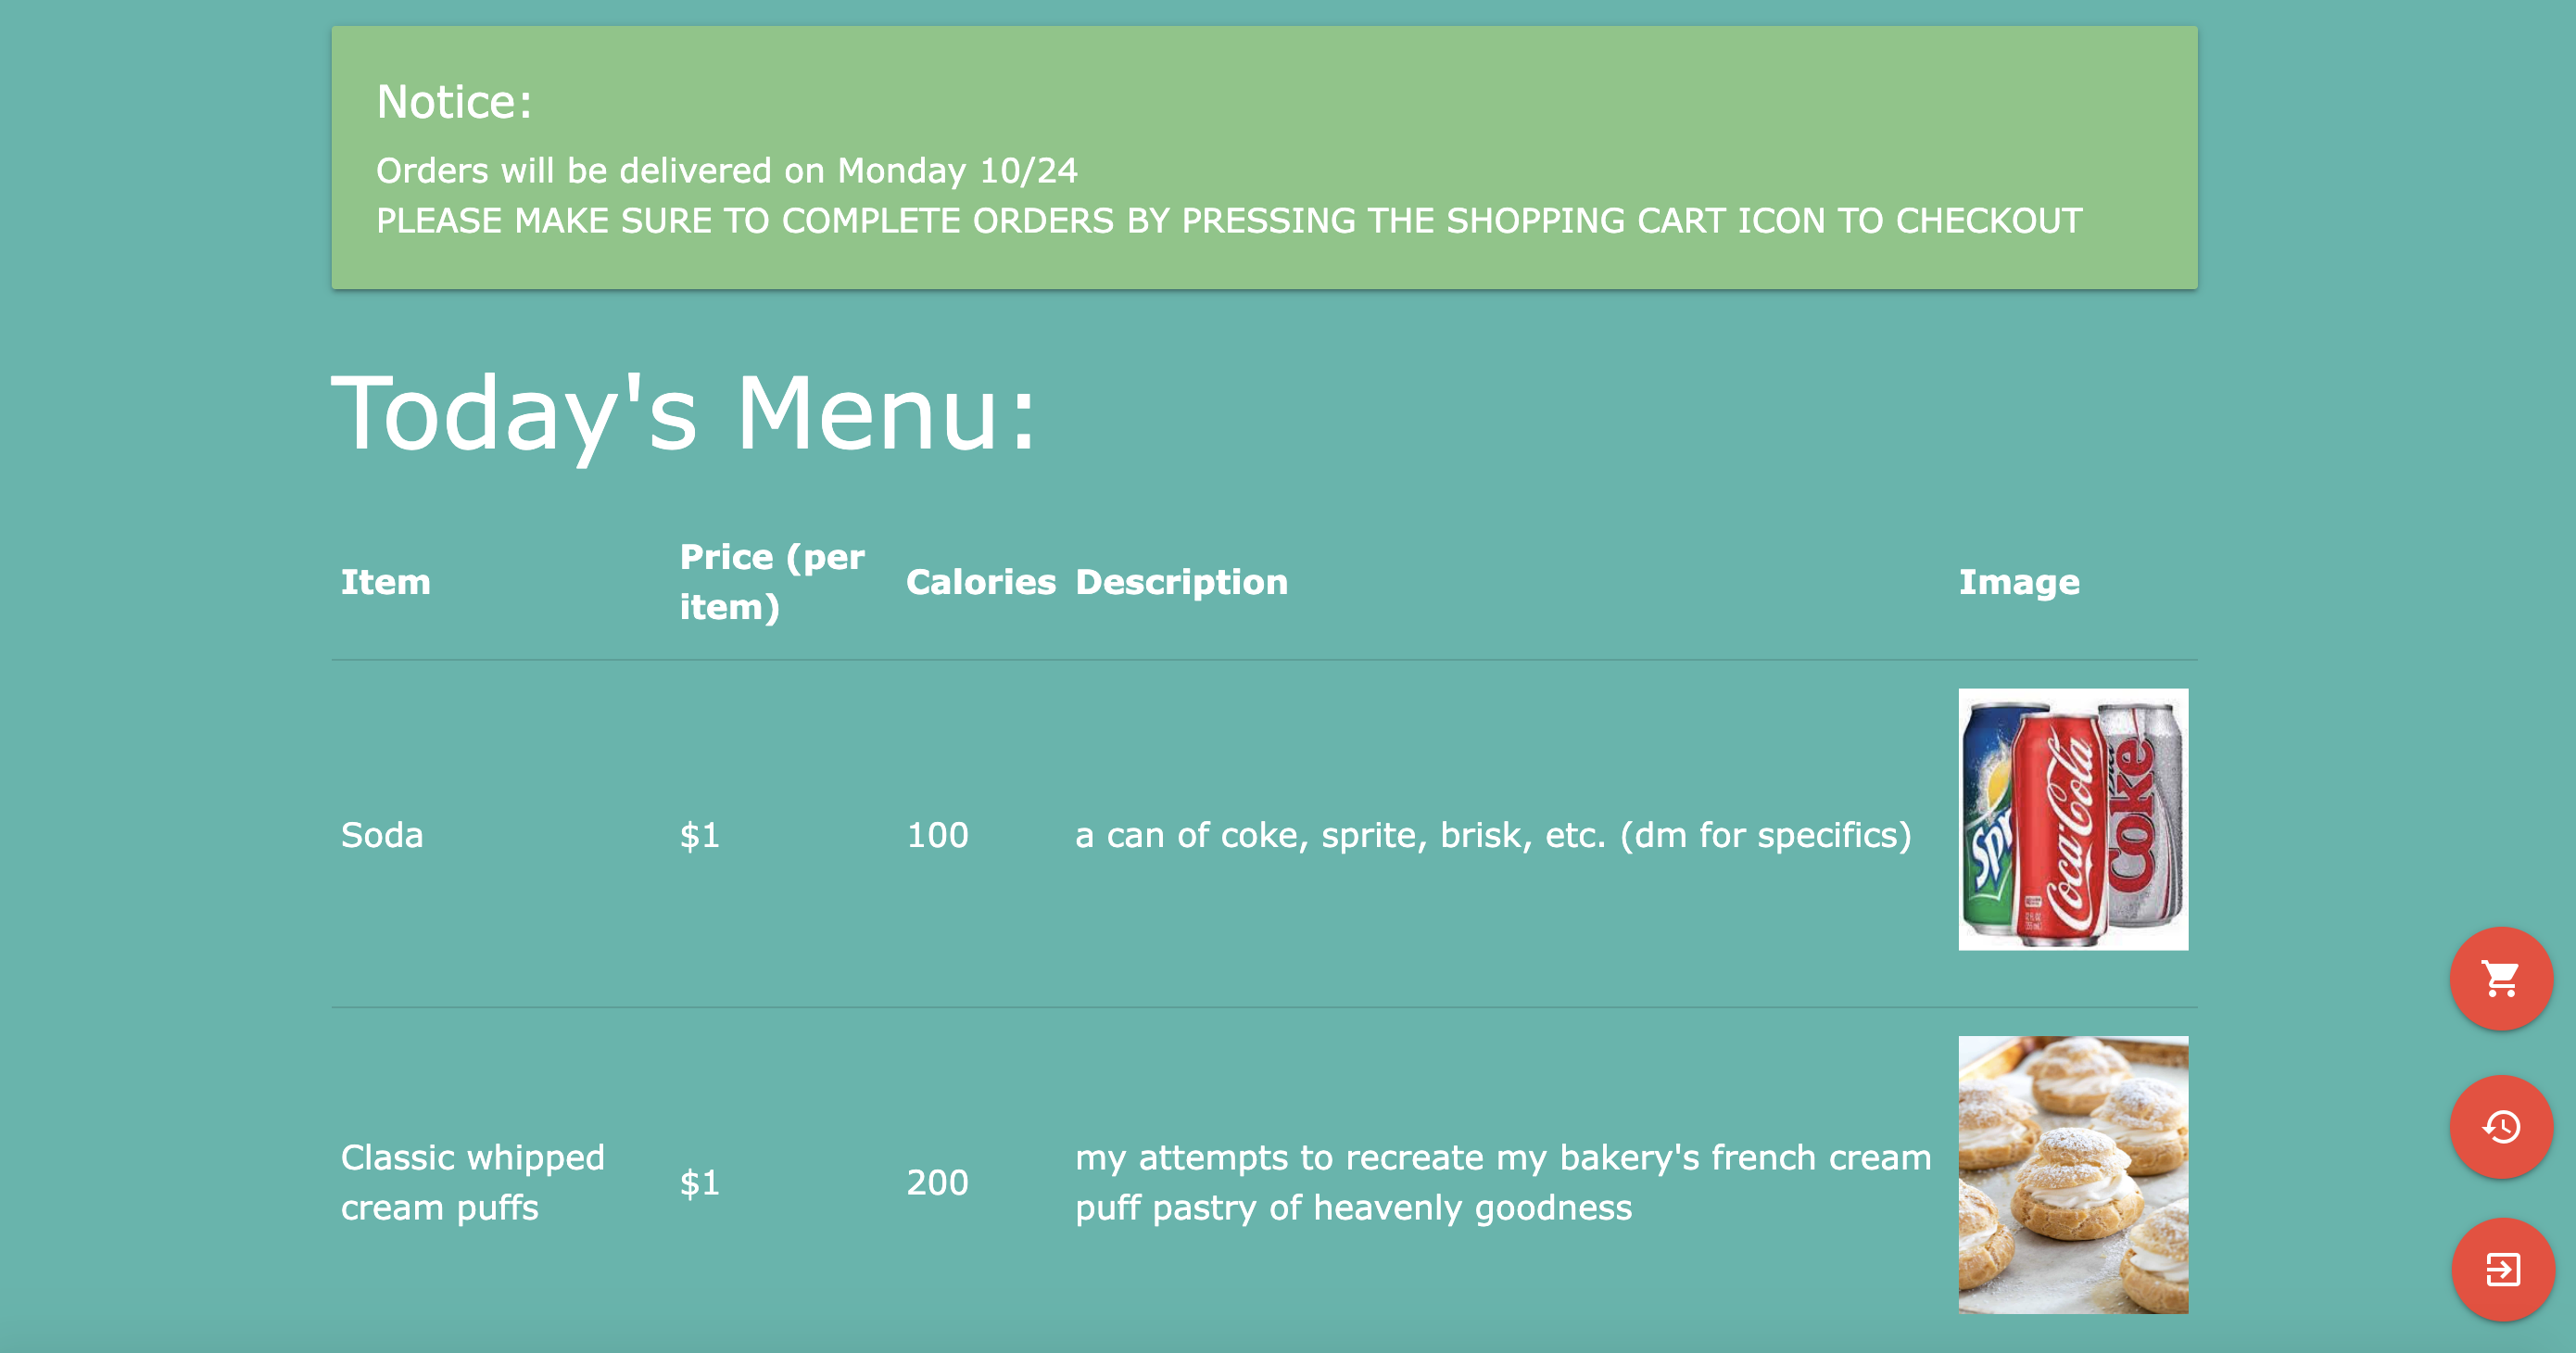 Notice:
Orders will be delivered on Monday 10/24
PLEASE MAKE SURE TO COMPLETE ORDERS BY PRESSING THE SHOPPING CART ICON TO CHECKOUT
Today's Menu:
Item
Price (per
item)
Calories
Description
Image
Soda
$1
100
a can of coke, sprite, brisk, etc. (dm for specifics)
Spr
Coca-Cola
Coke
Classic whipped
cream puffs
$1
200
my attempts to recreate my bakery's french cream
puff pastry of heavenly goodness